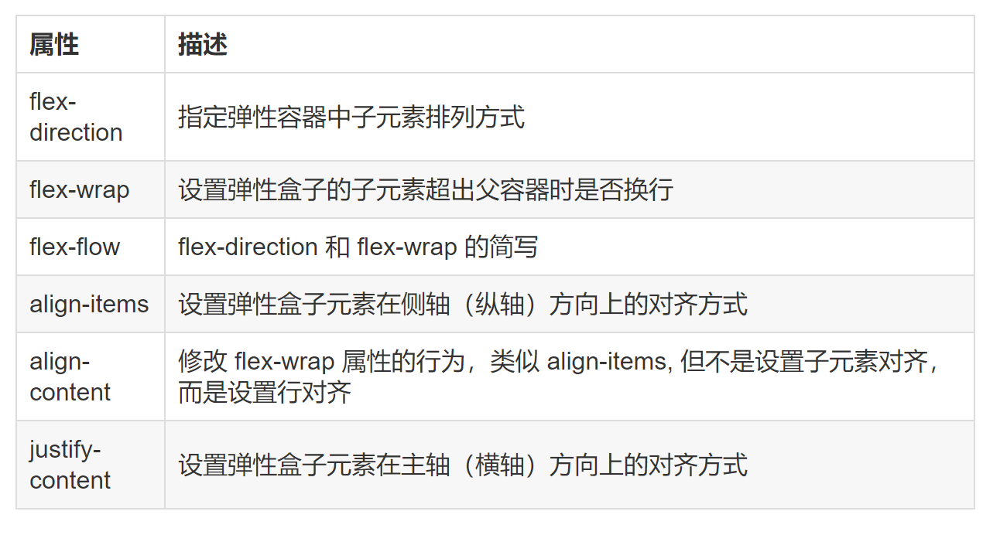 属性 描述
flex-
direction
指定弹性容器中子元素排列方式
flex-wrap 设置弹性盒子的子元素超出父容器时是否换行
flex-flow flex-direction 和 flex-wrap 的简写
align-items 设置弹性盒子元素在侧轴（纵轴）方向上的对齐方式
align-
content
修改 flex-wrap 属性的行为，类似 align-items, 但不是设置子元素对齐，
而是设置行对齐
justify-
content
设置弹性盒子元素在主轴（横轴）方向上的对齐方式